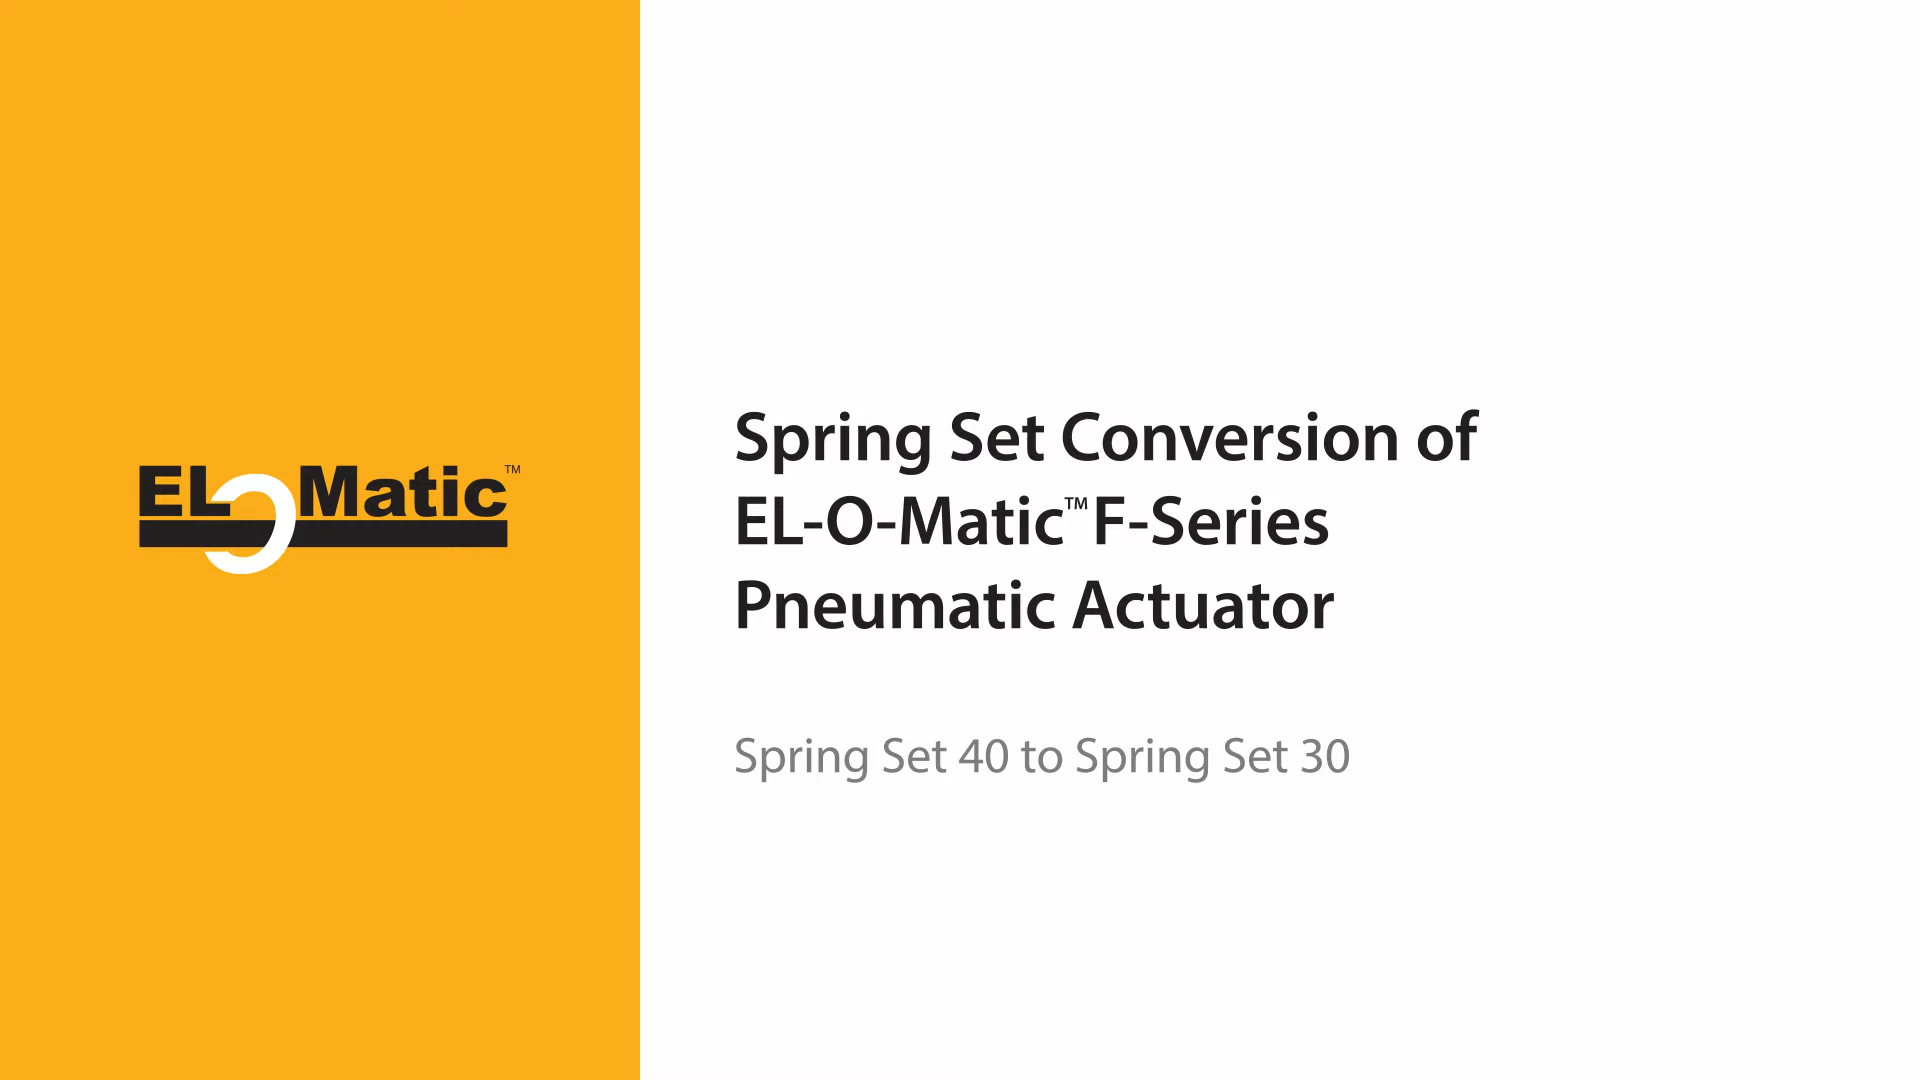 EL O Matic™
Spring Set Conversion of
EL-O-Matic™ F-Series
Pneumatic Actuator
Spring Set 40 to Spring Set 30